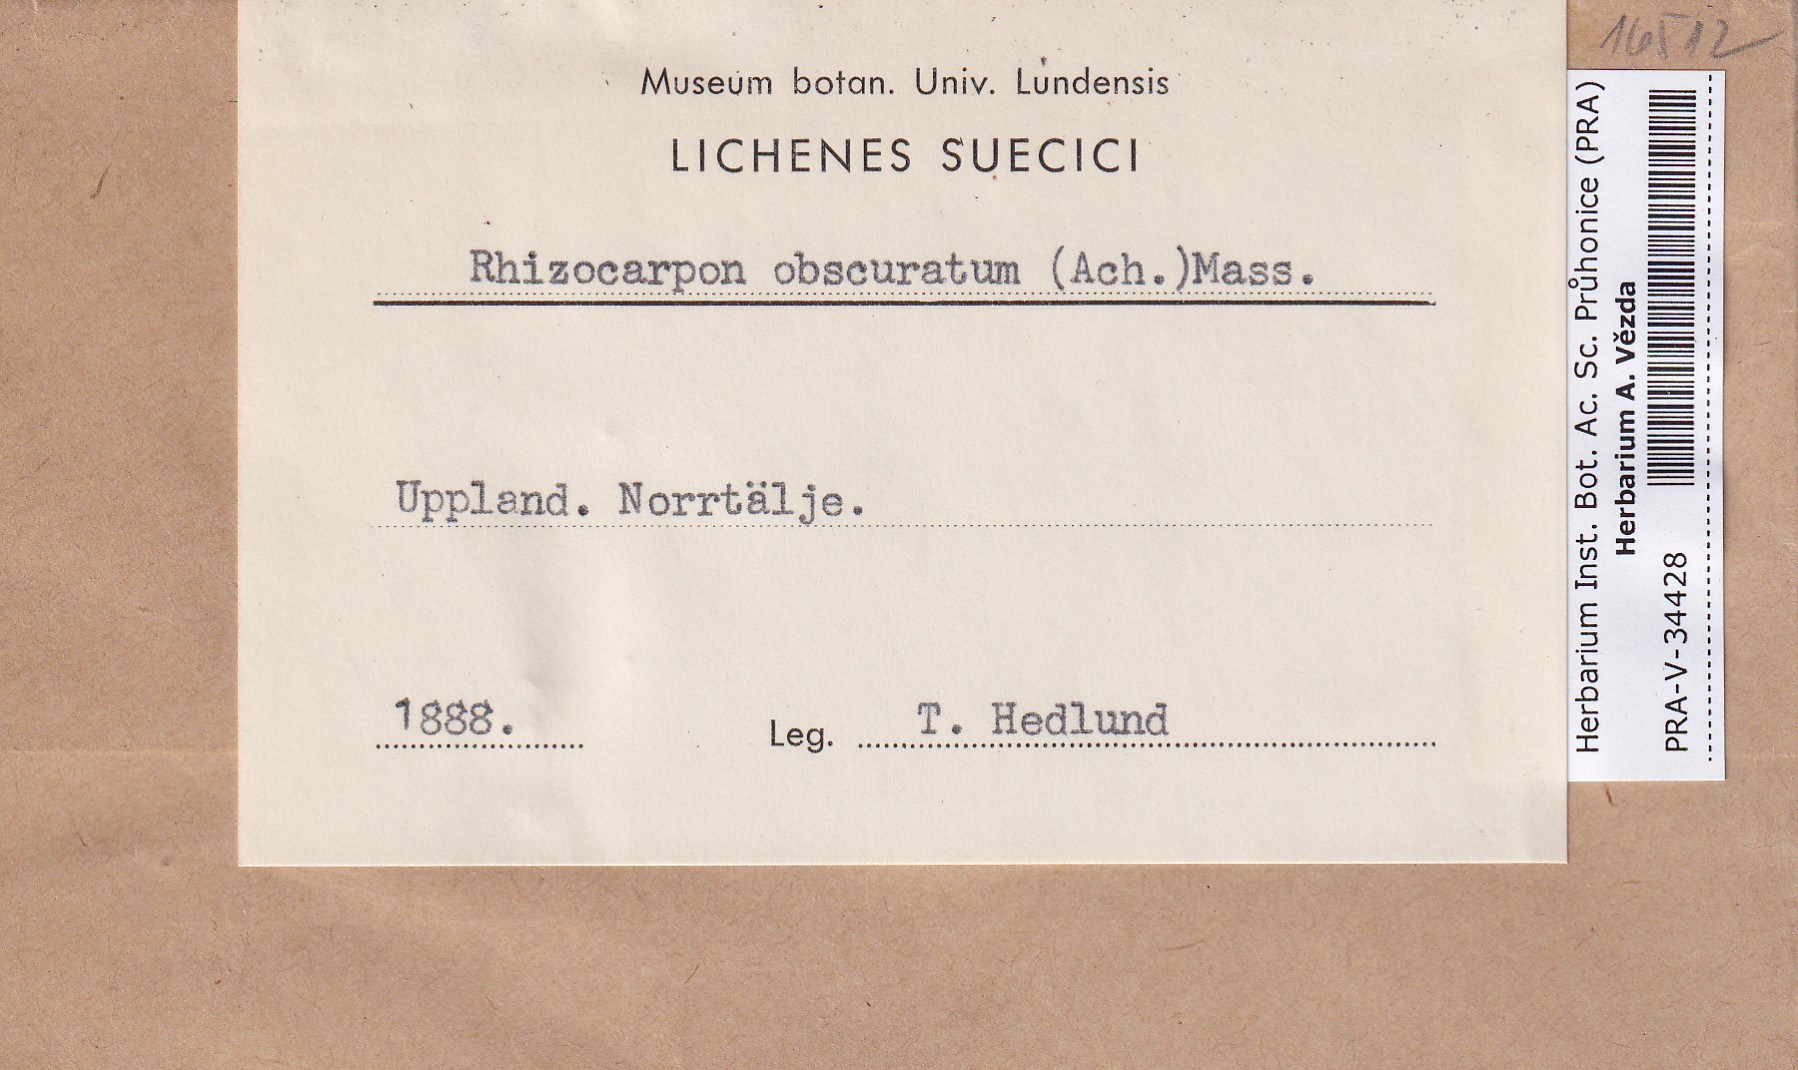 Museum botan. Univ. Lundensis
LICHENES SUECICI
Rhizocarpon obscuratum (Ach.)Mass.
Uppland. Norrtälje.
1888.
Leg. T. Hedlund
Herbarium Inst. Bot. Ac. Sc. Průhonice (PRA)
Herbarium A. Vězda
PRA-V-34428